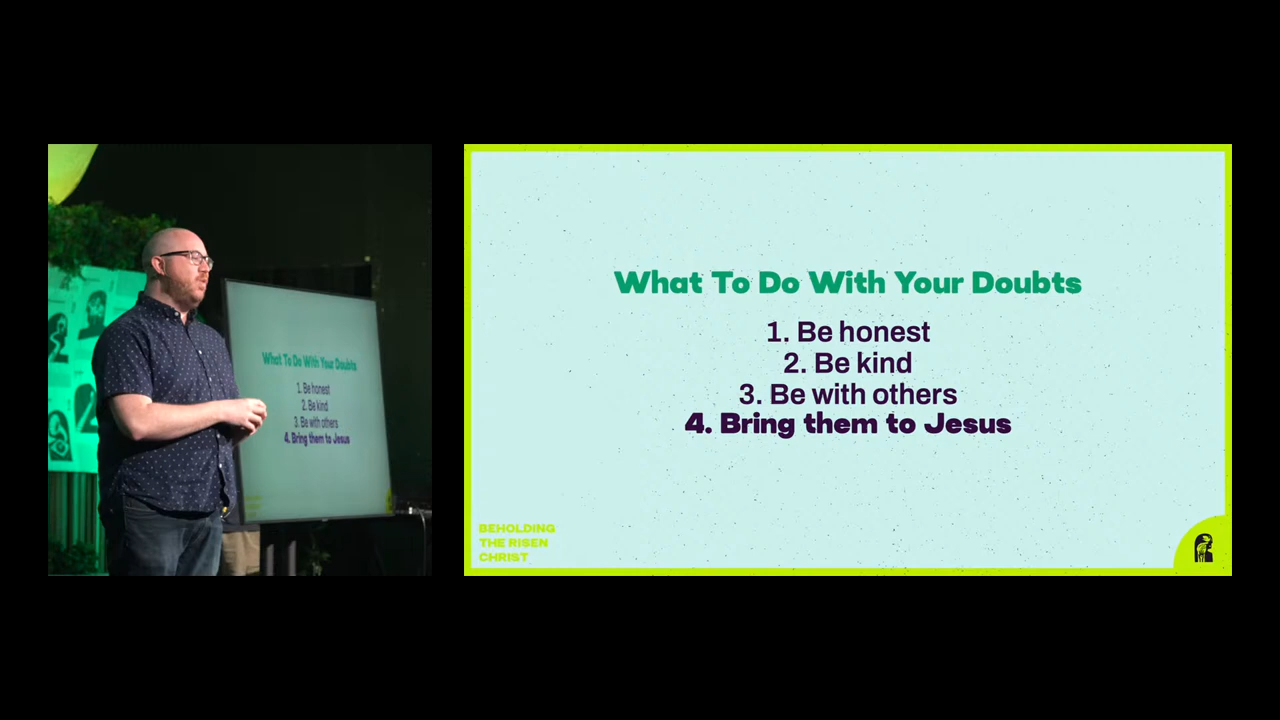 What To Do With Your Doubts
1. Be honest
2. Be kind
3. Be with others
4. Bring them to Jesus
What To Do With Your Doubts
1. Be honest
2. Be kind
3. Be with others
4. Bring them to Jesus
BEHOLDING
THE RISEN
CHRIST